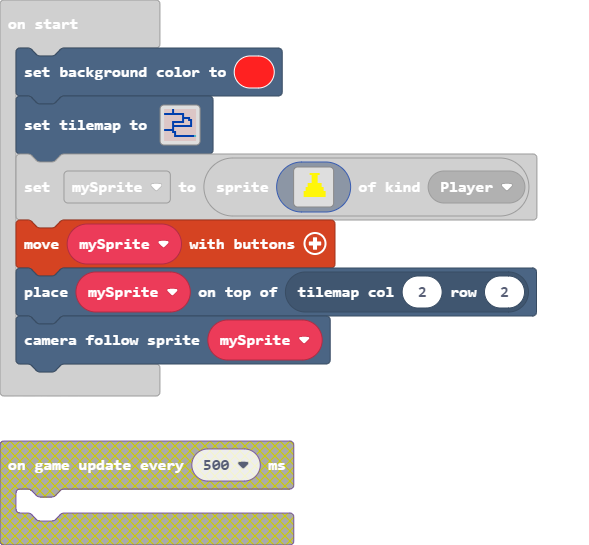 on start
set background color to
set tilemap to
set mySprite to sprite of kind Player
move mySprite with buttons
place mySprite on top of tilemap col 2 row 2
camera follow sprite mySprite
on game update every 500 ms